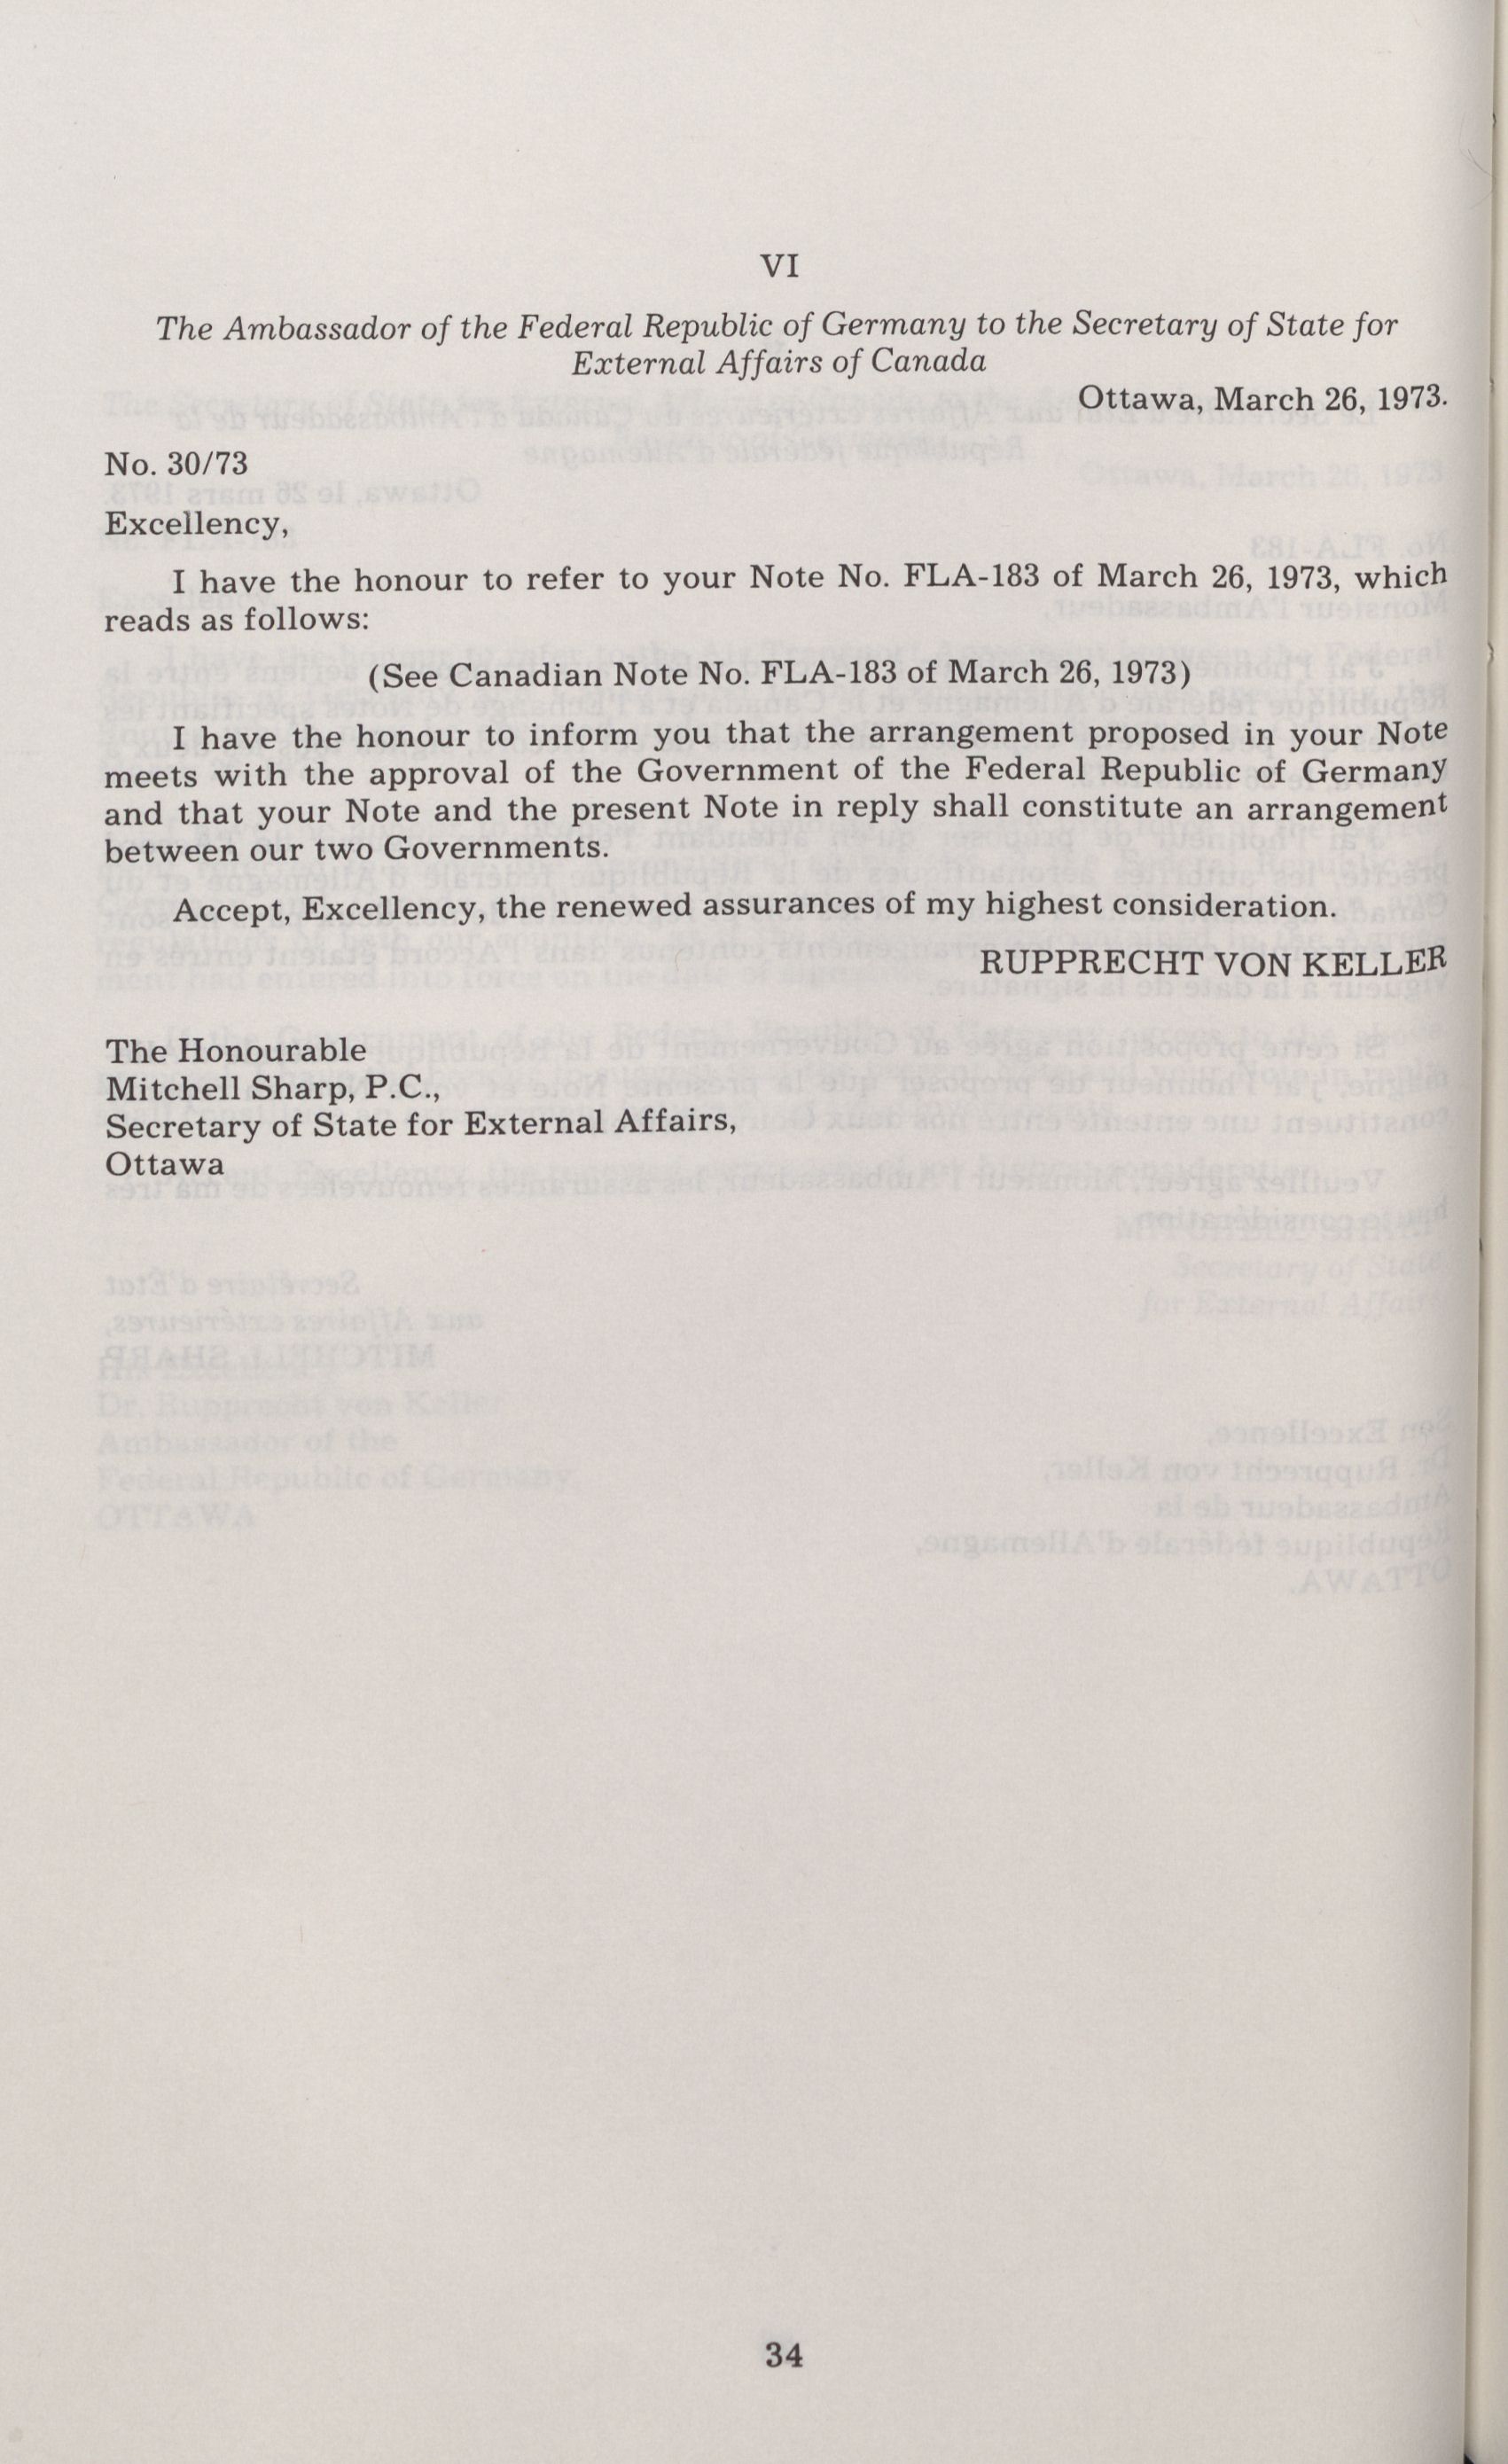 VI
The Ambassador of the Federal Republic of Germany to the Secretary of State for
External Affairs of Canada
Ottawa, March 26, 1973.
No. 30/73
Excellency,
I have the honour to refer to your Note No. FLA-183 of March 26, 1973, which
reads as follows:
(See Canadian Note No. FLA-183 of March 26, 1973)
I have the honour to inform you that the arrangement proposed in your Note
meets with the approval of the Government of the Federal Republic of Germany
and that your Note and the present Note in reply shall constitute an arrangement
between our two Governments.
Accept, Excellency, the renewed assurances of my highest consideration.
RUPPRECHT VON KELLER
The Honourable
Mitchell Sharp, P.C.,
Secretary of State for External Affairs,
Ottawa
34